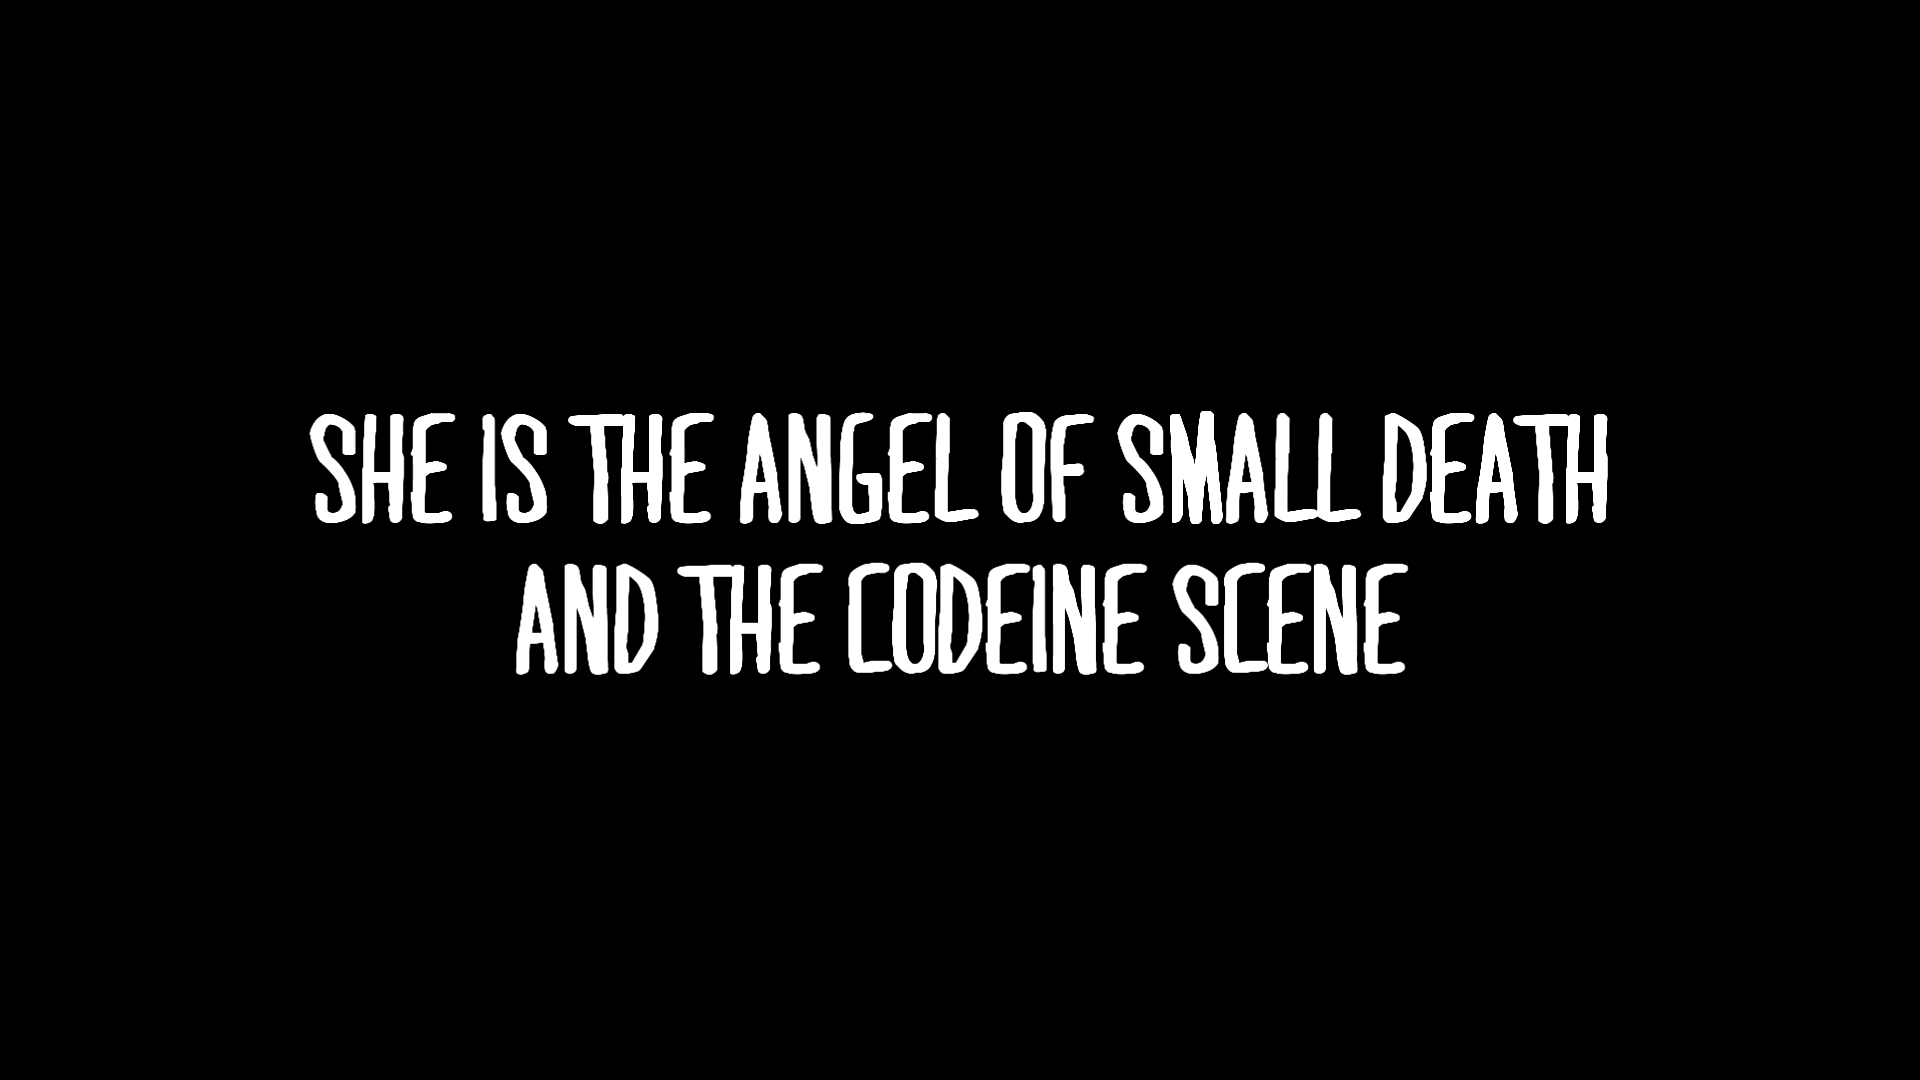 SHE IS THE ANGEL OF SMALL DEATH
AND THE CODEINE SCENE